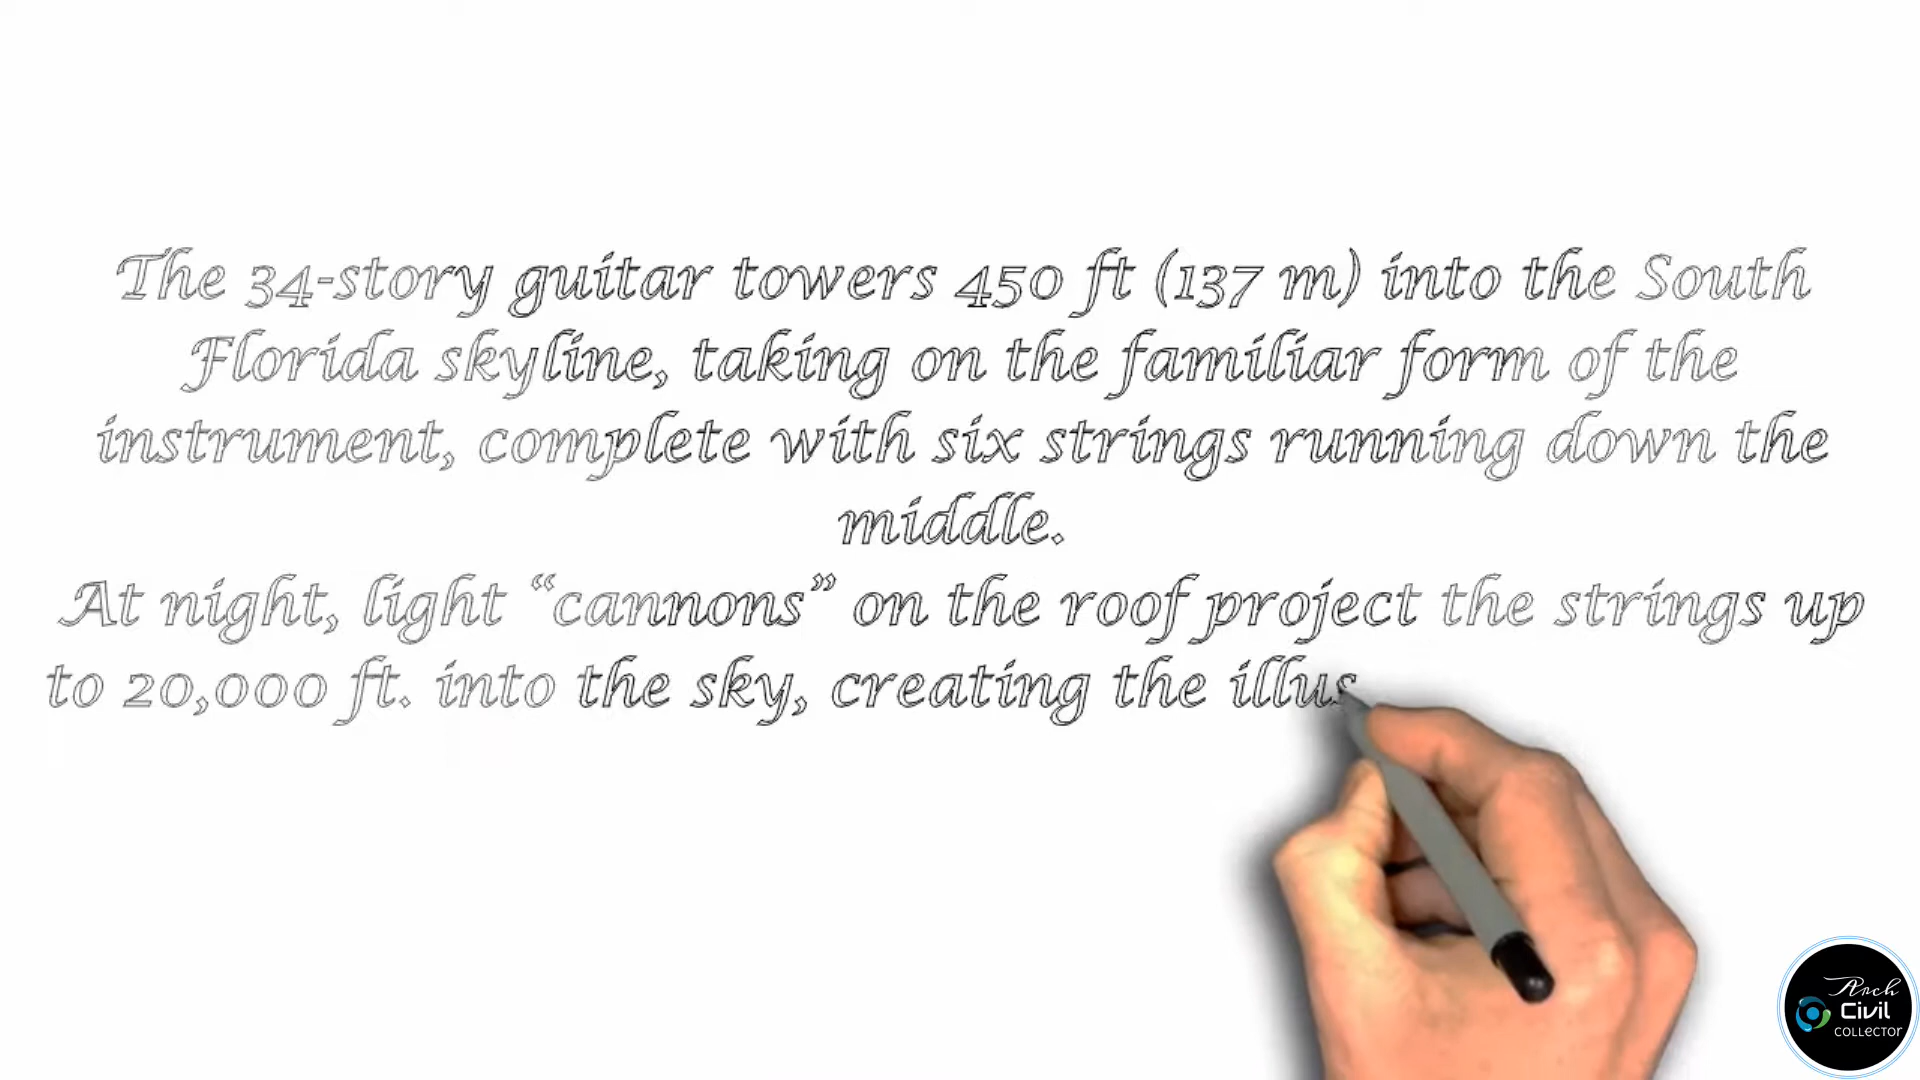 The 34-story guitar towers 450 ft (137 m) into the South
Florida skyline, taking on the familiar form of the
instrument, complete with six strings running down the
middle.
At night, light “cannons” on the roof project the strings up
to 20,000 ft. into the sky, creating the illus
Arch
Civil
COLLECTOR